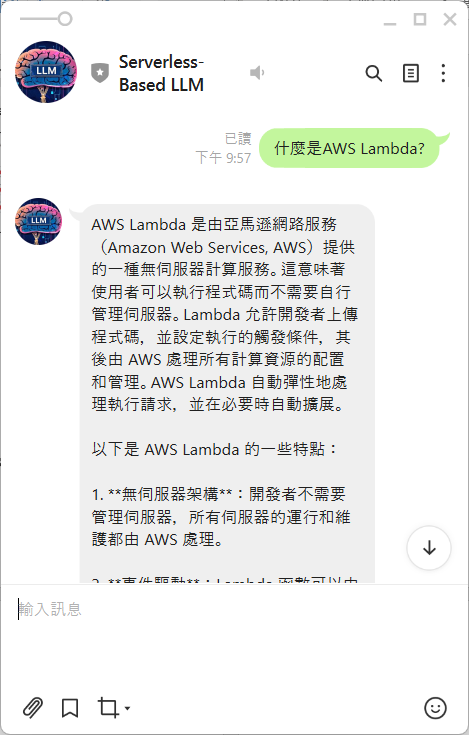 LLM
Serverless-
Based LLM
已讀
下午 9:57
什麼是AWS Lambda?
LLM
AWS Lambda 是由亞馬遜網路服務
（Amazon Web Services, AWS）提供
的一種無伺服器計算服務。這意味著
使用者可以執行程式碼而不需要自行
管理伺服器。Lambda 允許開發者上傳
程式碼，並設定執行的觸發條件，其
後由 AWS 處理所有計算資源的配置
和管理。AWS Lambda 自動彈性地處
理執行請求，並在必要時自動擴展。
以下是 AWS Lambda 的一些特點：
1. **無伺服器架構**：開發者不需要
管理伺服器，所有伺服器的運行和維
護都由 AWS 處理。
2. **事件驅動**：Lambda 函數可以由
輸入訊息